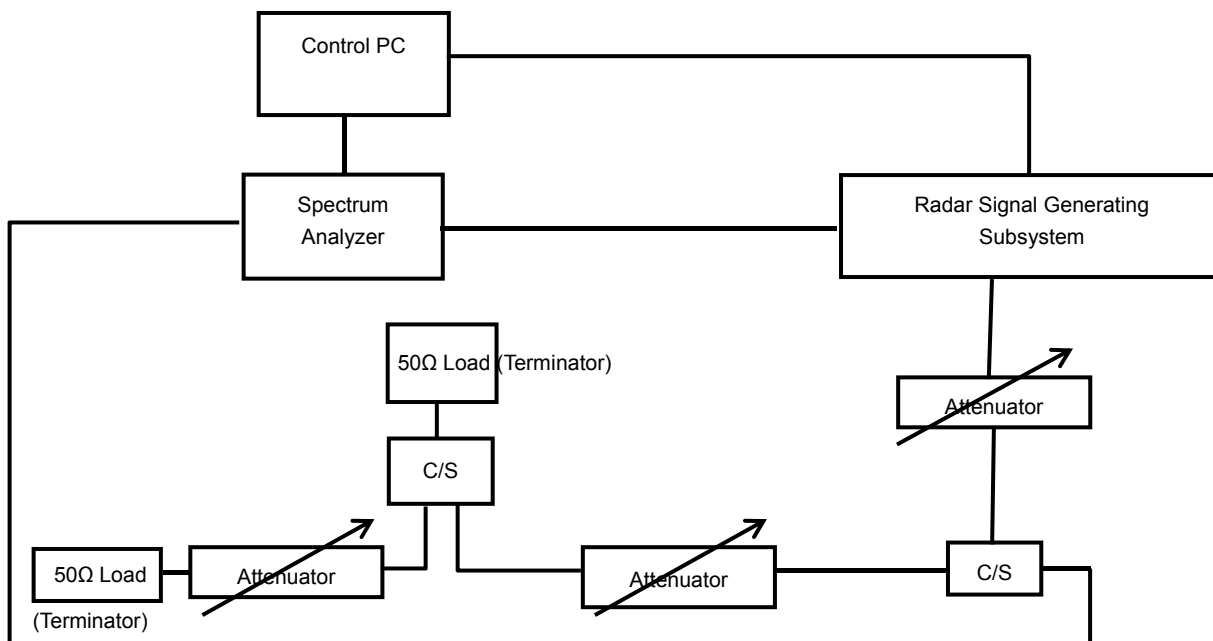 Control PC
Spectrum
Analyzer
Radar Signal Generating
Subsystem
50Ω Load (Terminator)
Attenuator
C/S
50Ω Load
(Terminator)
Attenuator
Attenuator
C/S